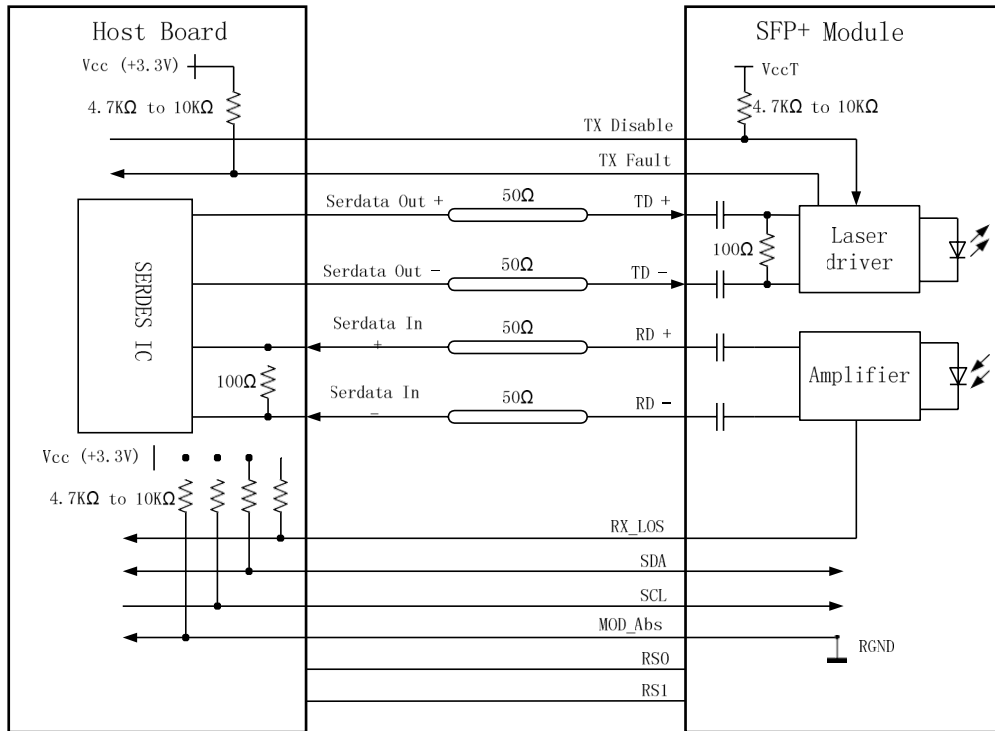 Host Board
SFP+ Module
Vcc (+3.3V)
VccT
4.7KΩ to 10KΩ
4.7KΩ to 10KΩ
TX Disable
TX Fault
Serdata Out +
50Ω
TD +
SERDES IC
100Ω
Laser
driver
Serdata Out −
50Ω
TD −
Serdata In
+
50Ω
RD +
100Ω
Amplifier
Serdata In
−
50Ω
RD −
Vcc (+3.3V)
4.7KΩ to 10KΩ
RX_LOS
SDA
SCL
MOD_Abs
RGND
RS0
RS1